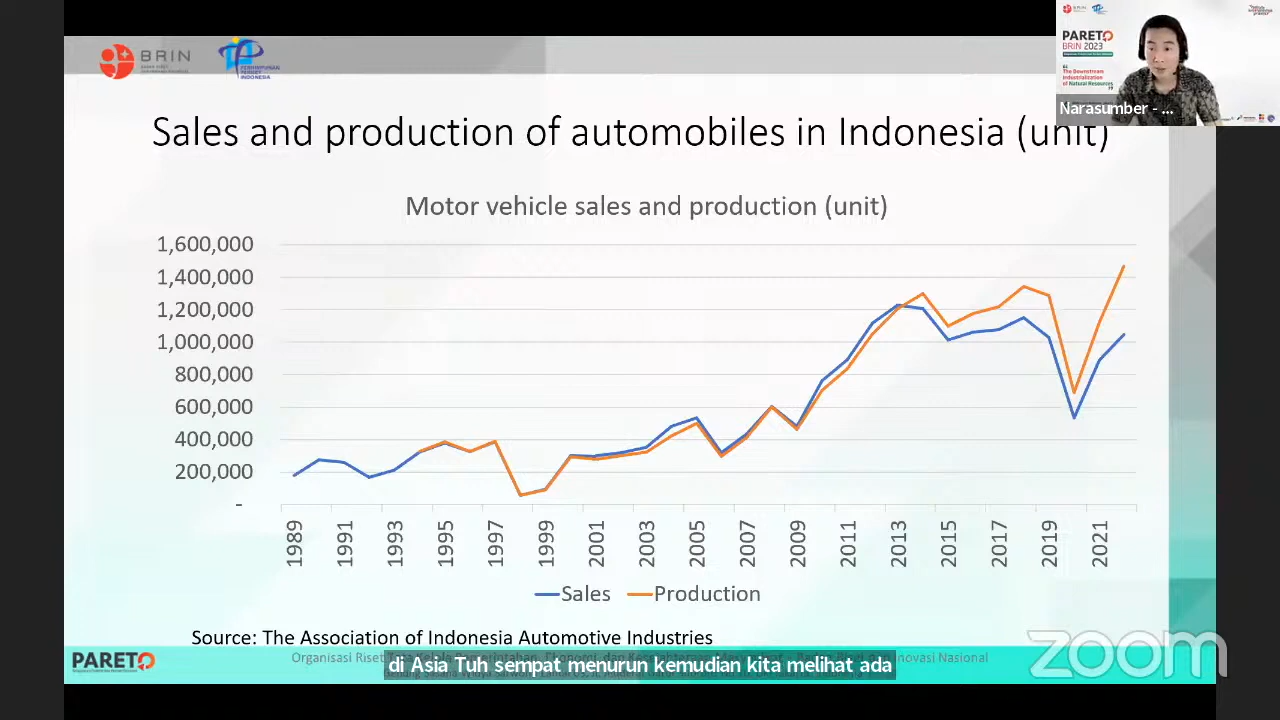 BRIN
PERHIMPUNAN
PERIZET
INDONESIA
PARETO
BRIN 2023
The Downstream
Industrialization
of Natural Resources
Narasumber - ...
Sales and production of automobiles in Indonesia (unit)
Motor vehicle sales and production (unit)
1,600,000
1,400,000
1,200,000
1,000,000
800,000
600,000
400,000
200,000
-
1989
1991
1993
1995
1997
1999
2001
2003
2005
2007
2009
2011
2013
2015
2017
2019
2021
Sales
Production
Source: The Association of Indonesia Automotive Industries
PARETO
Organisasi Riset
di Asia Tuh sempat menurun kemudian kita melihat ada
zoom